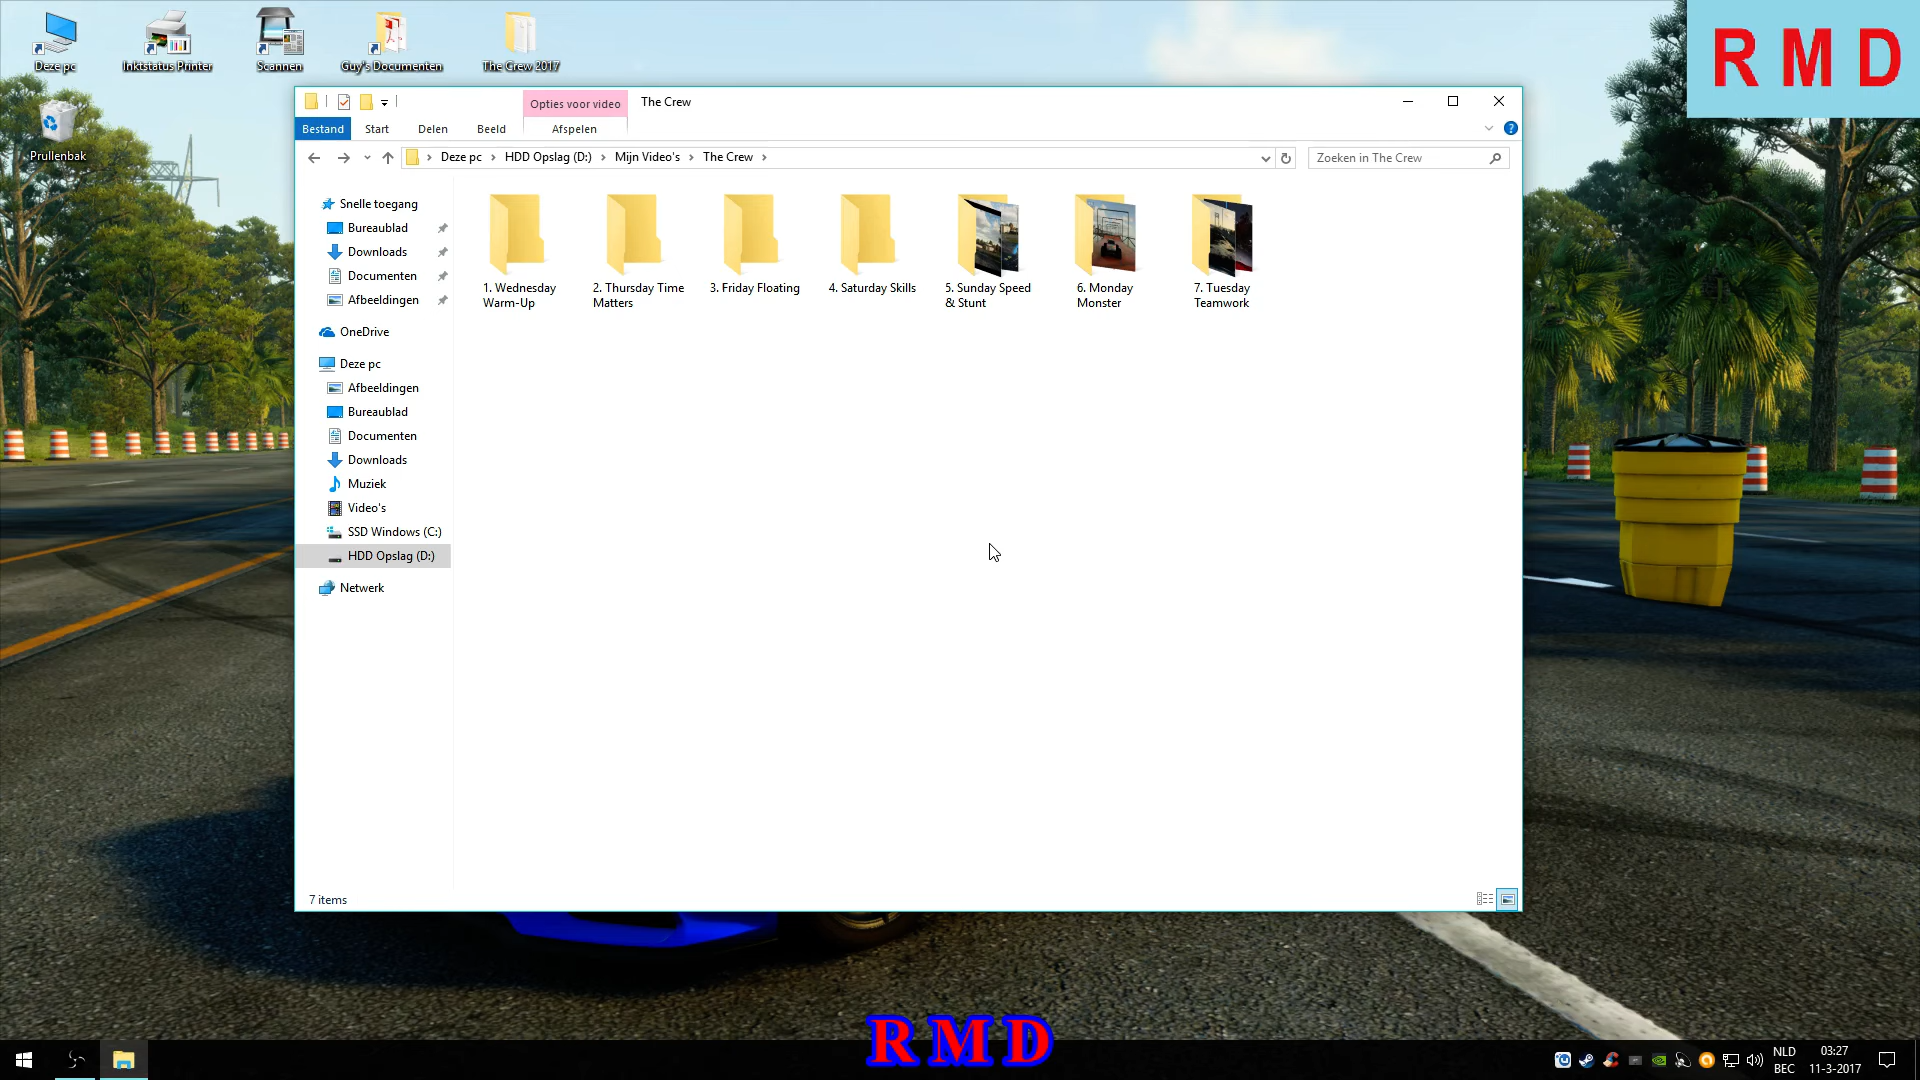 Deze pc
Inktstatus Printer
Scannen
Guy's Documenten
The Crew 2017
Prullenbak
R M D
Opties voor video
The Crew
Bestand
Start
Delen
Beeld
Afspelen
Deze pc
HDD Opslag (D:)
Mijn Video's
The Crew
Zoeken in The Crew
Snelle toegang
Bureaublad
Downloads
Documenten
Afbeeldingen
OneDrive
Deze pc
Afbeeldingen
Bureaublad
Documenten
Downloads
Muziek
Video's
SSD Windows (C:)
HDD Opslag (D:)
Netwerk
1. Wednesday
Warm-Up
2. Thursday Time
Matters
3. Friday Floating
4. Saturday Skills
5. Sunday Speed
& Stunt
6. Monday
Monster
7. Tuesday
Teamwork
7 items
R M D
NLD
BEC
03:27
11-3-2017